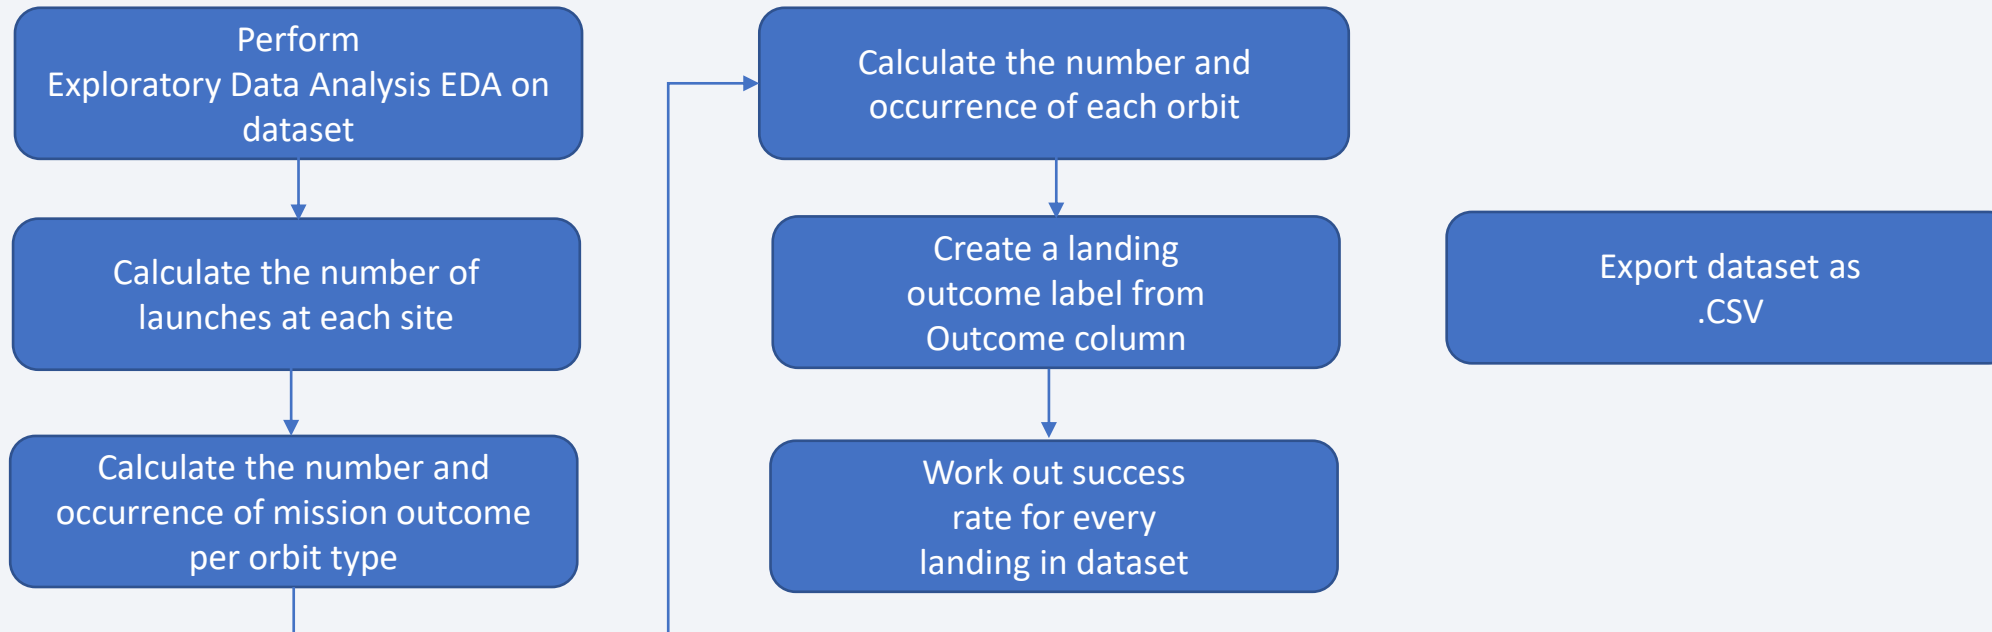 Perform
Exploratory Data Analysis EDA on
dataset
Calculate the number of
launches at each site
Calculate the number and
occurrence of mission outcome
per orbit type
Calculate the number and
occurrence of each orbit
Create a landing
outcome label from
Outcome column
Work out success
rate for every
landing in dataset
Export dataset as
.CSV